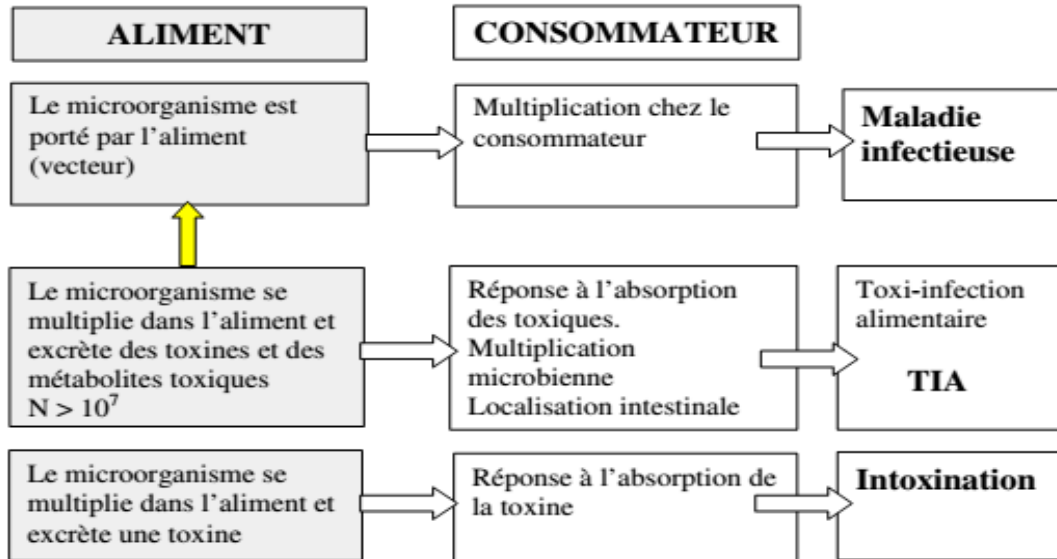 ALIMENT
CONSOMMATEUR
Le microorganisme est
porté par l'aliment
(vecteur)
Multiplication chez le
consommateur
Maladie
infectieuse
Le microorganisme se
multiplie dans l'aliment et
excrète des toxines et des
métabolites toxiques
N > 10⁷
Réponse à l'absorption
des toxiques.
Multiplication
microbienne
Localisation intestinale
Toxi-infection
alimentaire
TIA
Le microorganisme se
multiplie dans l'aliment et
excrète une toxine
Réponse à l'absorption de
la toxine
Intoxination